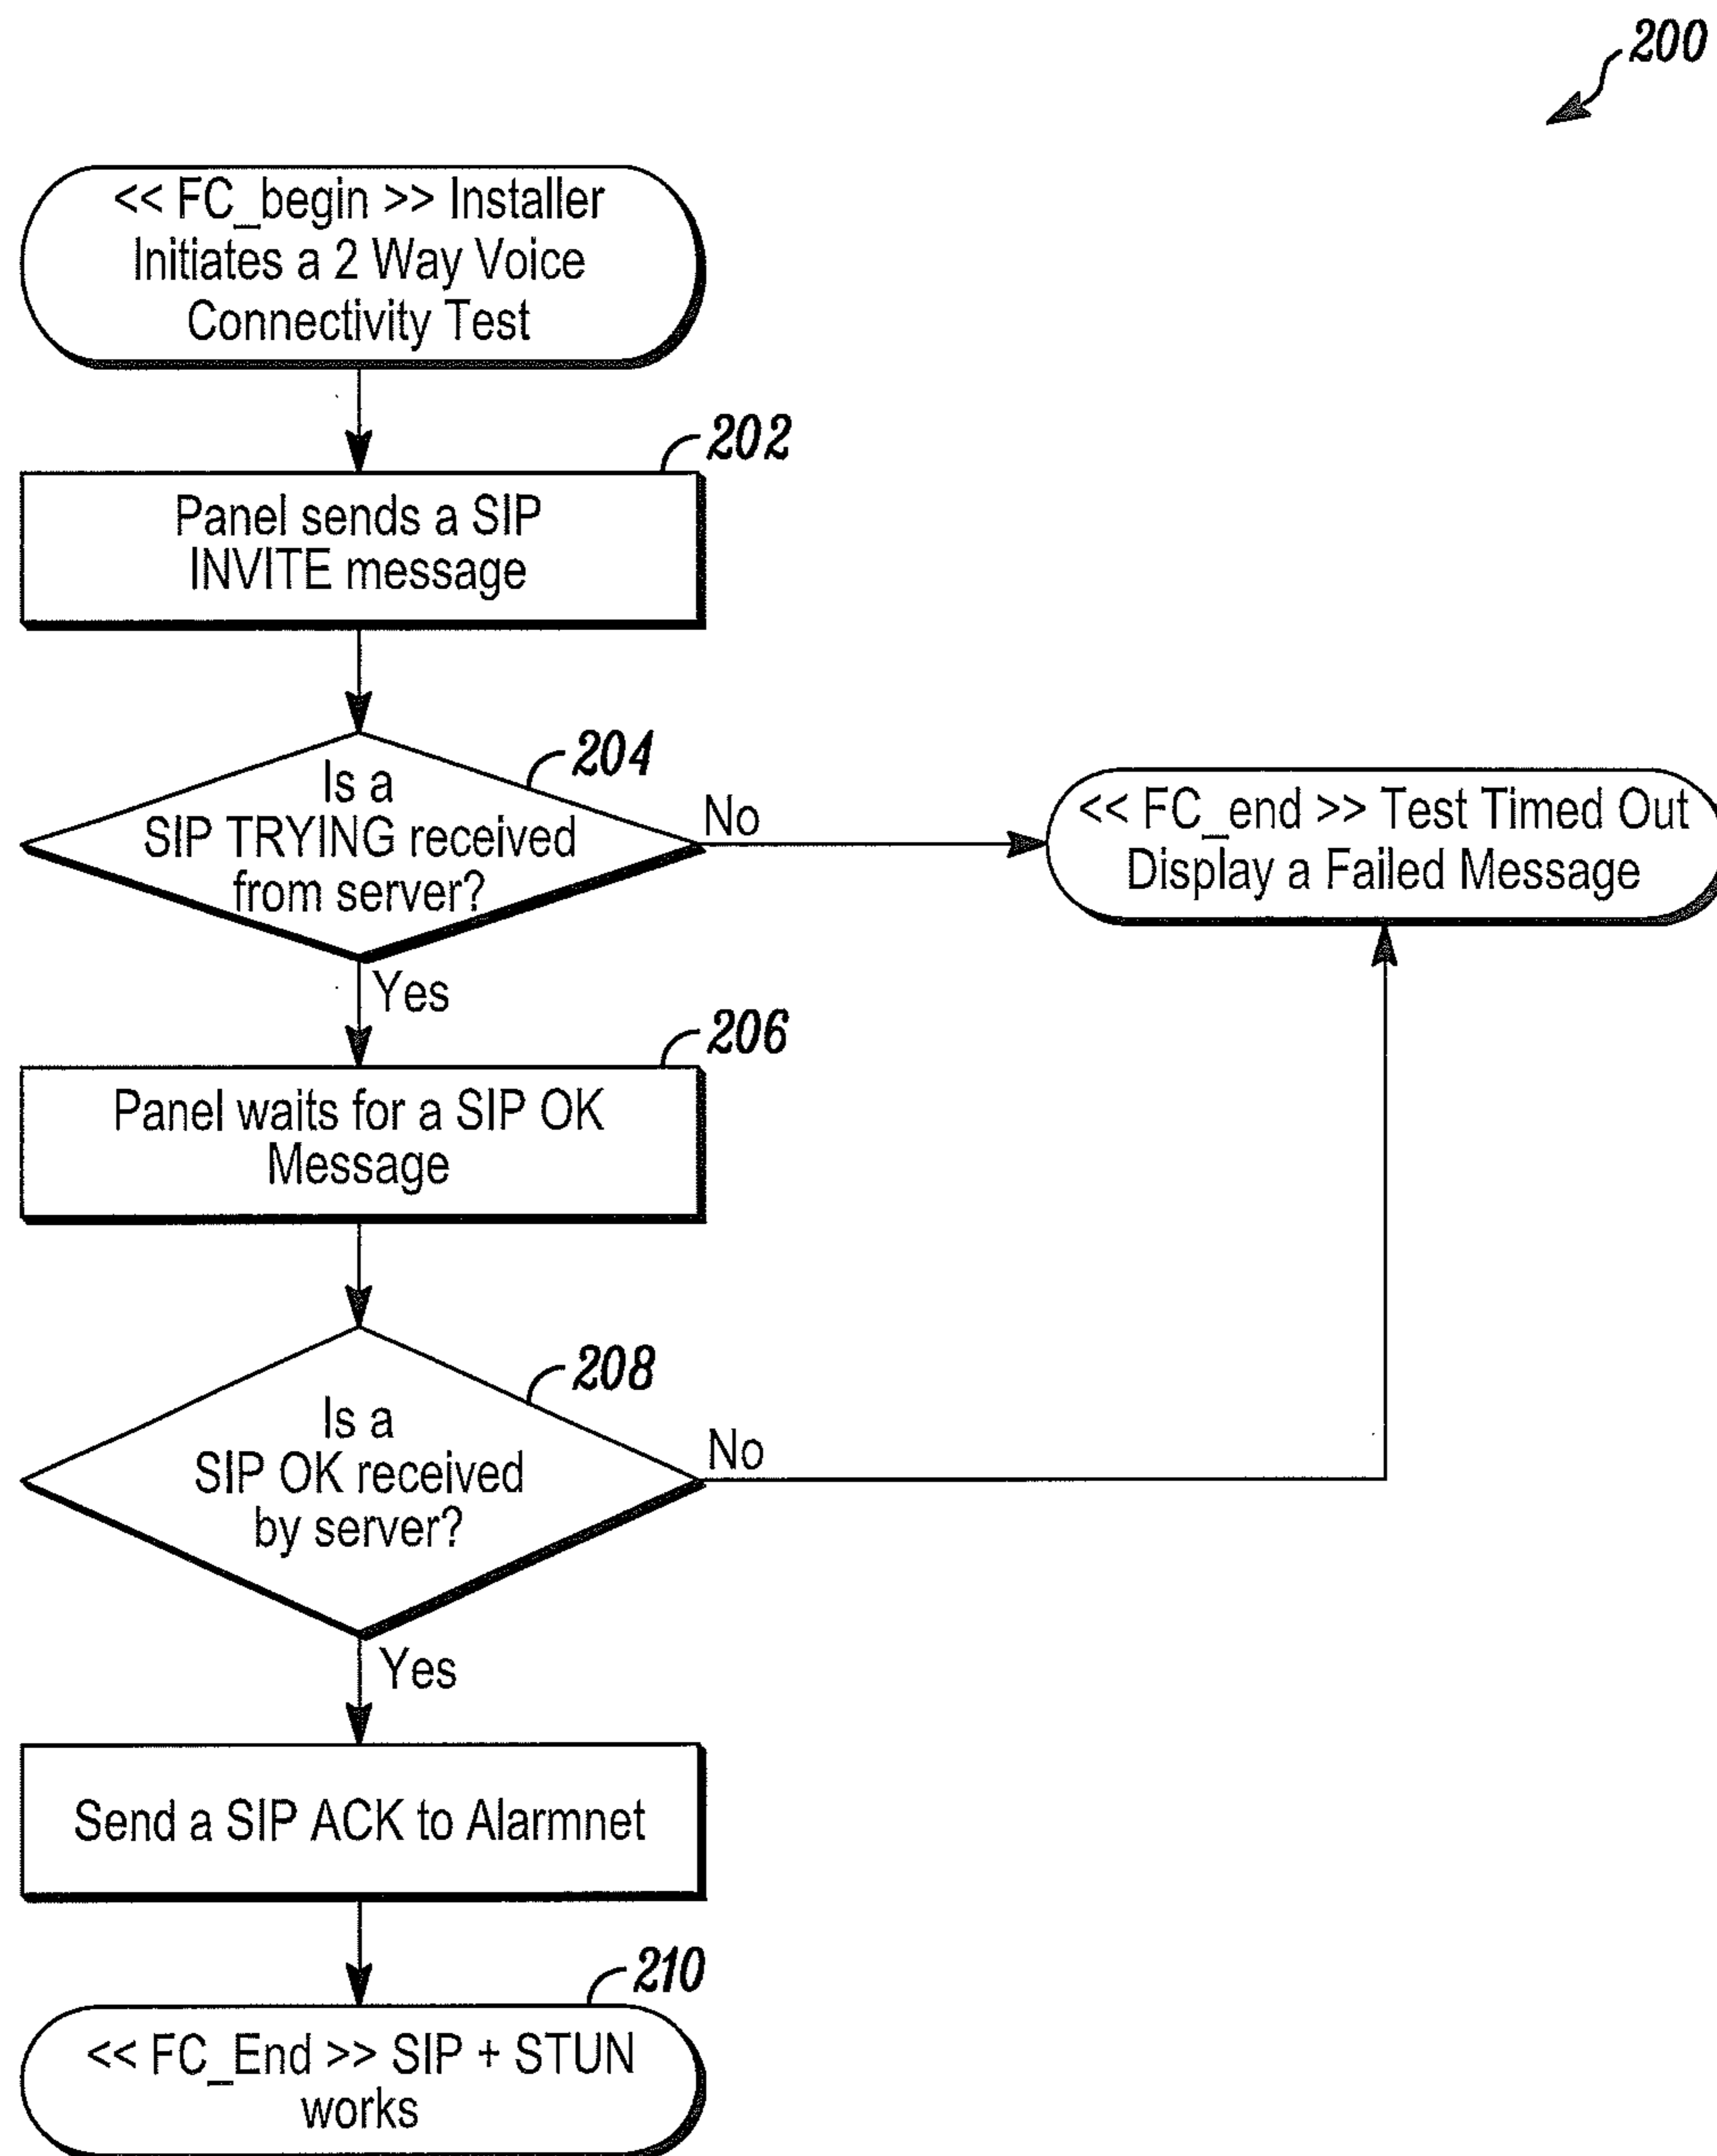 200
<< FC_begin >> Installer
Initiates a 2 Way Voice
Connectivity Test
202
Panel sends a SIP
INVITE message
204
Is a
SIP TRYING received
from server?
No
<< FC_end >> Test Timed Out
Display a Failed Message
Yes
206
Panel waits for a SIP OK
Message
208
Is a
SIP OK received
by server?
No
Yes
Send a SIP ACK to Alarmnet
210
<< FC_End >> SIP + STUN
works